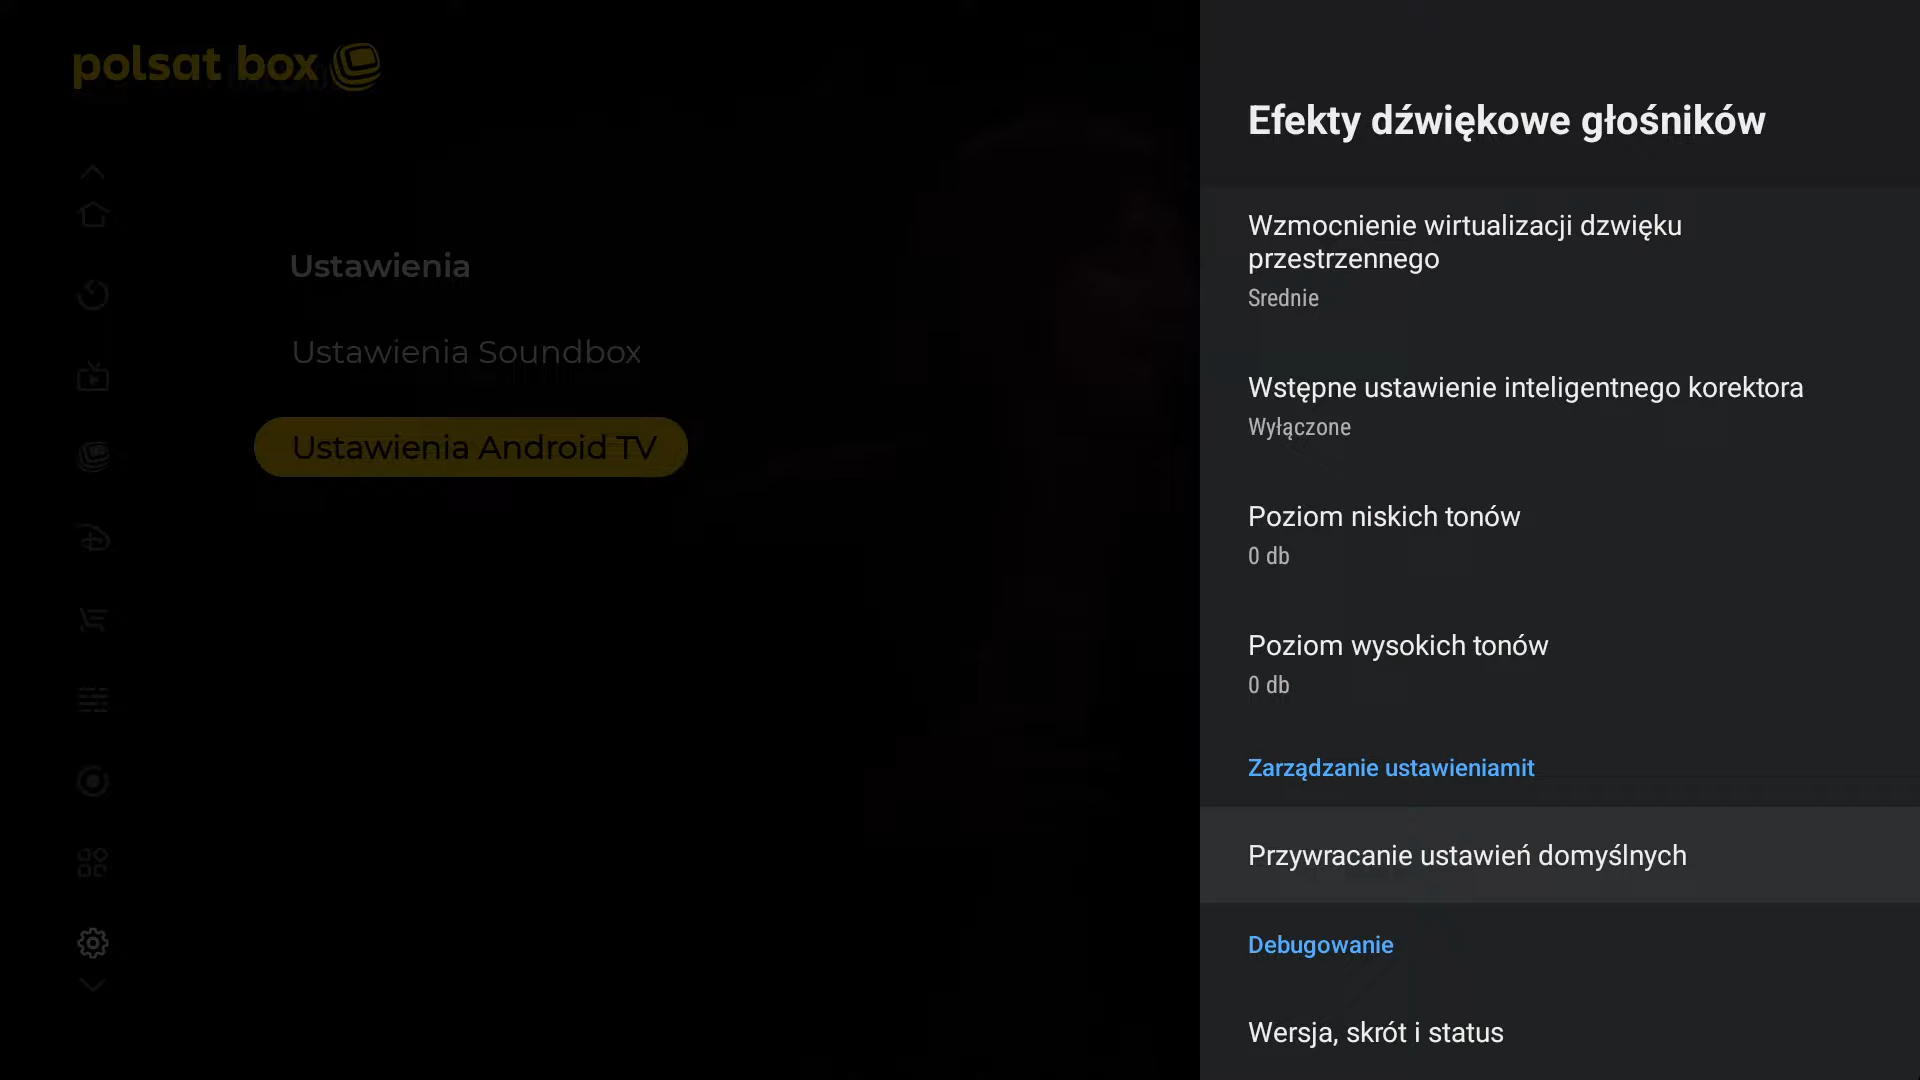 polsat box
Ustawienia
Ustawienia Soundbox
Ustawienia Android TV
Efekty dźwiękowe głośników
Wzmocnienie wirtualizacji dzwięku
przestrzennego
Srednie
Wstępne ustawienie inteligentnego korektora
Wyłączone
Poziom niskich tonów
0 db
Poziom wysokich tonów
0 db
Zarządzanie ustawieniamit
Przywracanie ustawień domyślnych
Debugowanie
Wersja, skrót i status